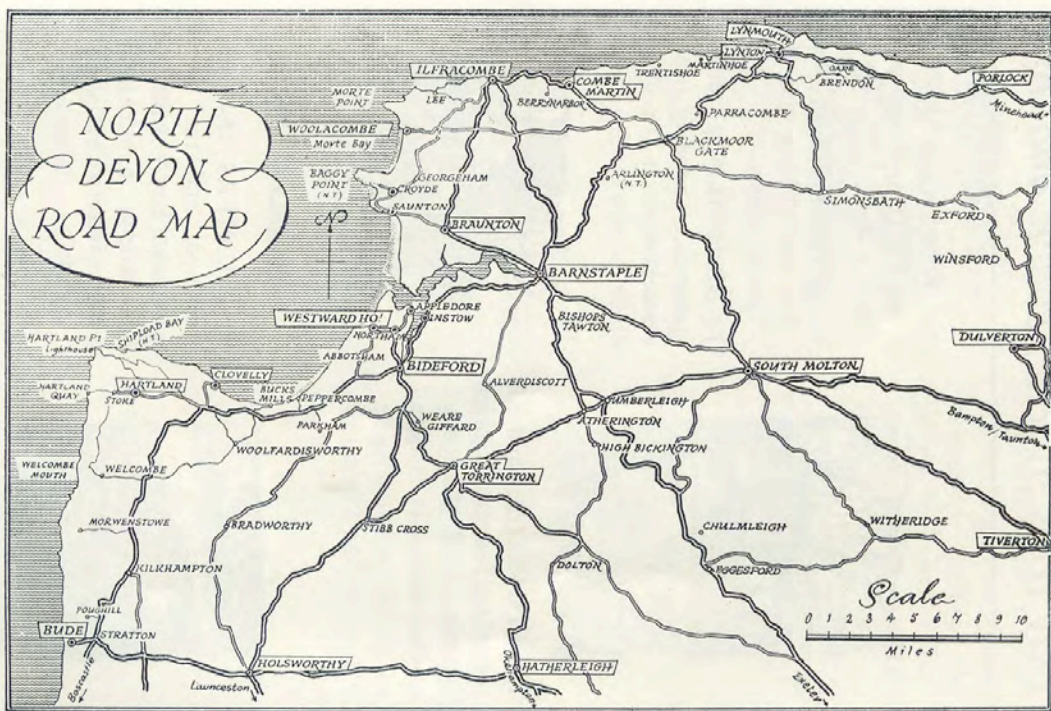 NORTH
DEVON
ROAD MAP
N
LYNMOUTH
LYNTON
ILFRACOMBE
COMBE
MARTIN
TRENTISHOE
MARTINHOE
OARE
BRENDON
PORLOCK
Minehead
MORTE
POINT
LEE
BERRYNARBOR
PARRACOMBE
WOOLACOMBE
Morte Bay
BLACKMOOR
GATE
BAGGY
POINT
(N.T.)
GEORGEHAM
CROYDE
ARLINGTON
(N.T.)
SAUNTON
SIMONSBATH
EXFORD
BRAUNTON
WINSFORD
BARNSTAPLE
APPLEDORE
INSTOW
WESTWARD HO!
NORTHAM
BISHOPS
TAWTON
HARTLAND PT
Lighthouse
SHIPLOAD BAY
(N.T.)
ABBOTSHAM
DULVERTON
CLOVELLY
BIDEFORD
SOUTH MOLTON
HARTLAND
QUAY
HARTLAND
STOKE
BUCKS
MILLS
PEPPERCOMBE
ALVERDISCOTT
UMBERLEIGH
PARKHAM
WEARE
GIFFARD
ATHERINGTON
Bampton/
Taunton
HIGH BICKINGTON
WOOLFARDISWORTHY
WELCOMBE
MOUTH
WELCOMBE
GREAT
TORRINGTON
MORWENSTOWE
BRADWORTHY
STIBB CROSS
CHULMLEIGH
WITHERIDGE
TIVERTON
KILKHAMPTON
DOLTON
EGGESFORD
Scale
0 1 2 3 4 5 6 7 8 9 10
Miles
POUGHILL
BUDE
STRATTON
HOLSWORTHY
HATHERLEIGH
Boscastle
Launceston
Okehampton
Exeter